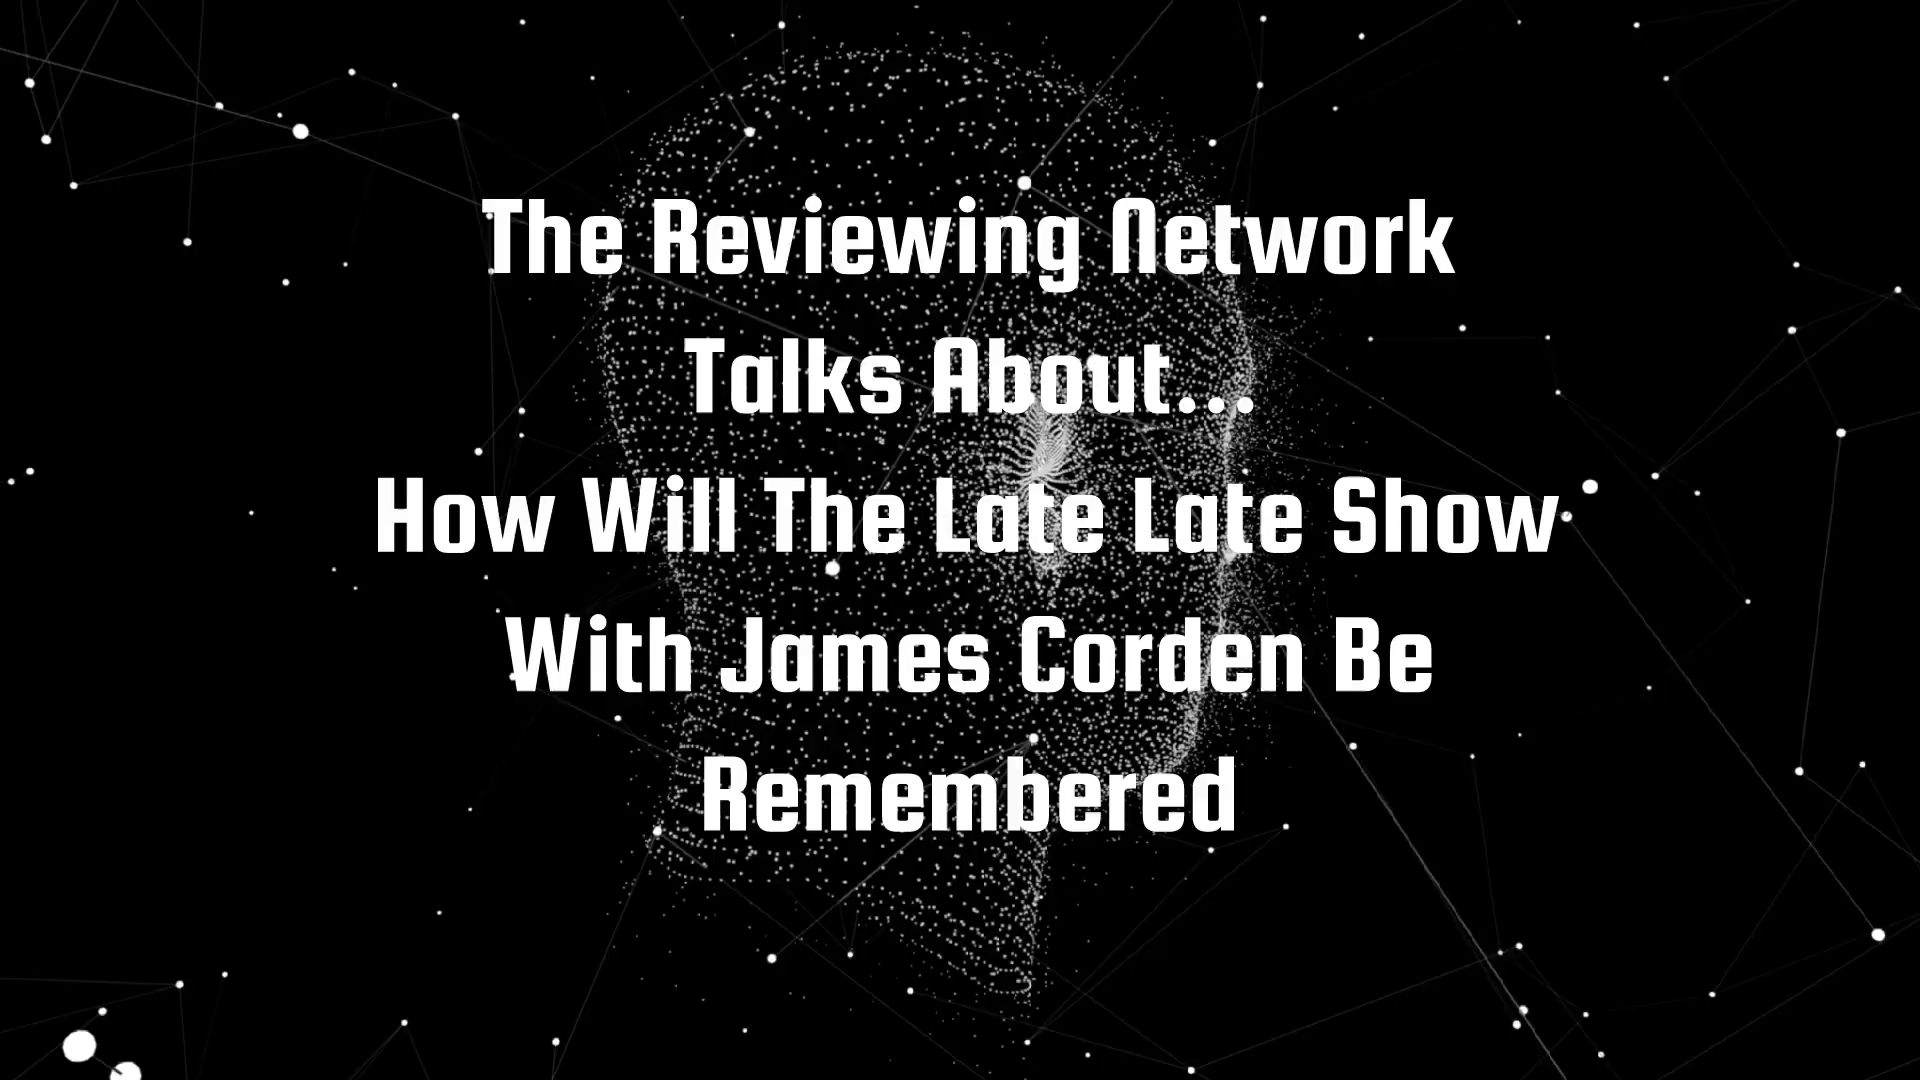 The Reviewing Network
Talks About...
How Will The Late Late Show
With James Corden Be
Remembered